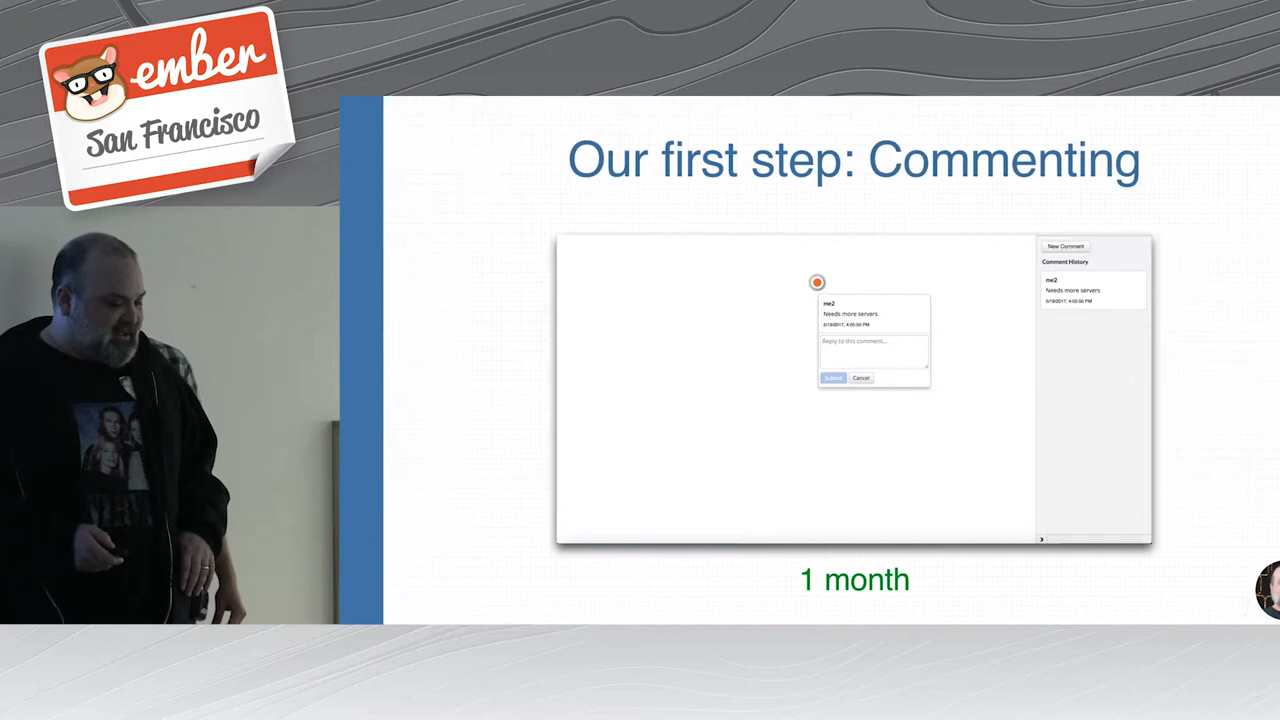 ember
San Francisco
Our first step: Commenting
New Comment
Comment History
me2
Needs more servers
5/19/2017, 4:05:50 PM
me2
Needs more servers
5/19/2017, 4:05:50 PM
Reply to this comment...
Submit Cancel
1 month